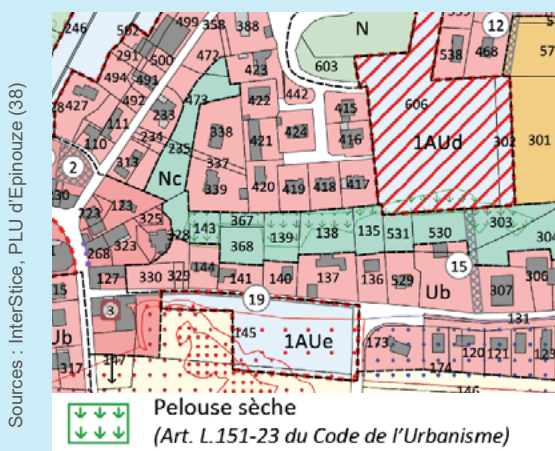 Sources : InterStice, PLU d'Epinouze (38)
246 502 499 358 388 N 538 468 12 57
291 500 472 423 603
494 491 442 606
28 427 492 473 422 415
111 233 338 424 1AUd 302 301
110 234 421 416
2 313 235 337
Nc 339 420 419 418 417
30 223 123 325 367
328 143 139 138 135 531 530 303
323 368 304
268 144 15
127 330 329 141 140 137 136 529 Ub 307 306
15 19
3 131
Ub 145 1AUe 173 120 121 123
147 174
317 146
Pelouse sèche
(Art. L.151-23 du Code de l'Urbanisme)